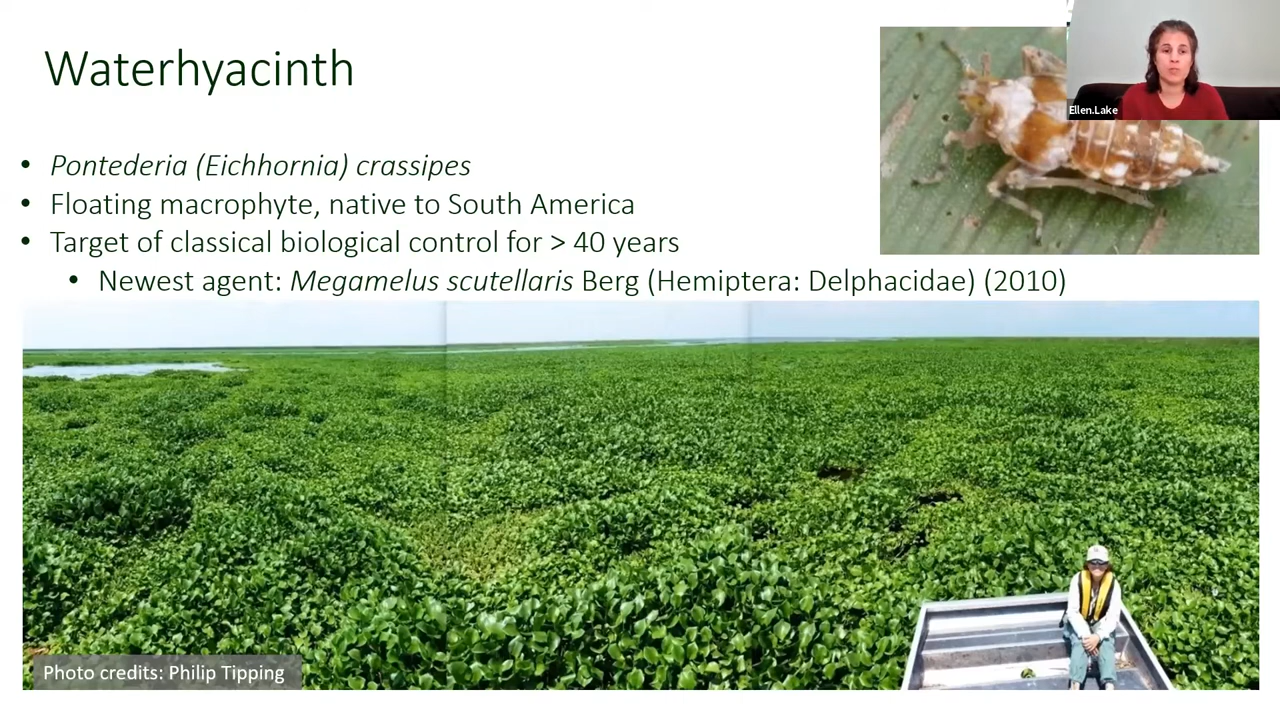 Waterhyacinth
Ellen.Lake
• Pontederia (Eichhornia) crassipes
• Floating macrophyte, native to South America
• Target of classical biological control for > 40 years
• Newest agent: Megamelus scutellaris Berg (Hemiptera: Delphacidae) (2010)
Photo credits: Philip Tipping